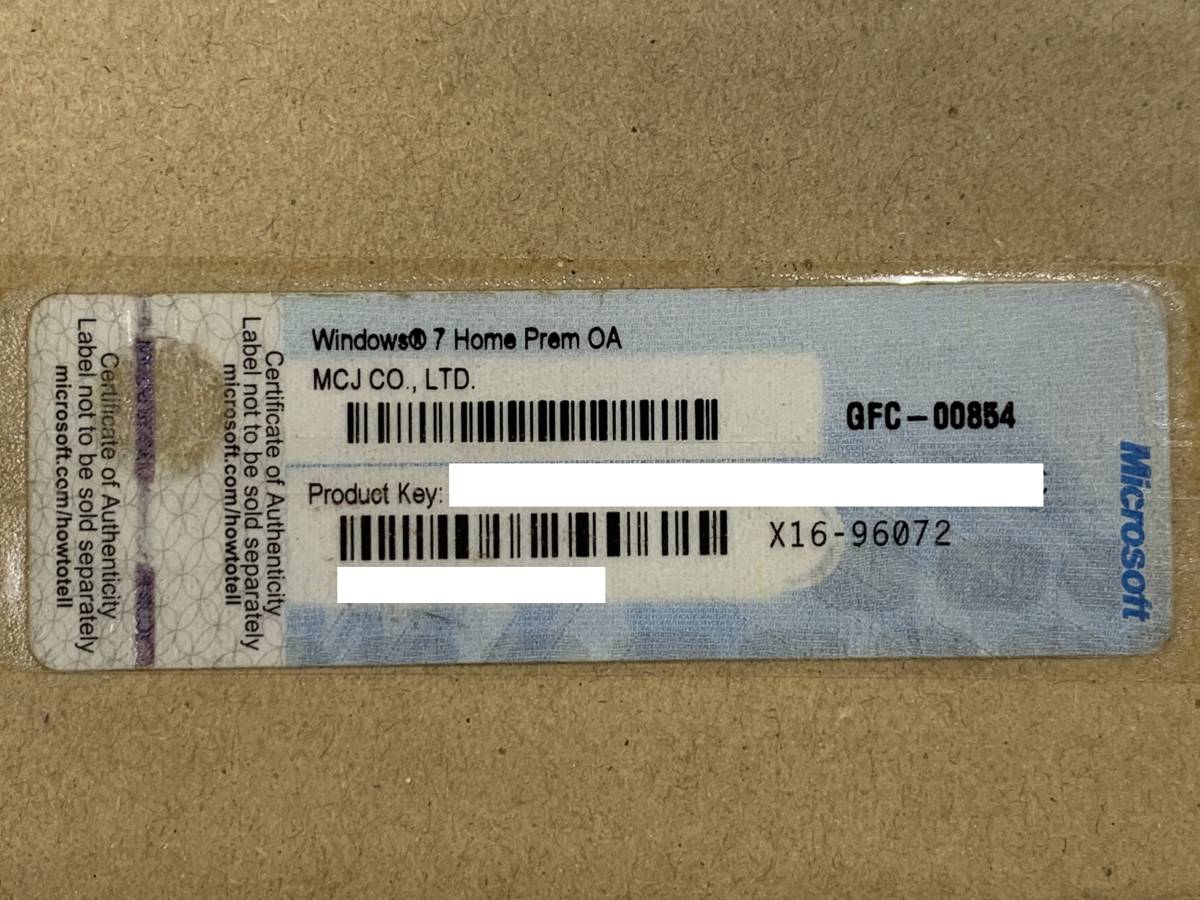 Certificate of Authenticity
Label not to be sold separately
microsoft.com/howtotell
Certificate of Authenticity
Label not to be sold separately
microsoft.com/howtotell
Windows® 7 Home Prem OA
MCJ CO., LTD.
GFC-00854
Product Key:
X16-96072
Microsoft